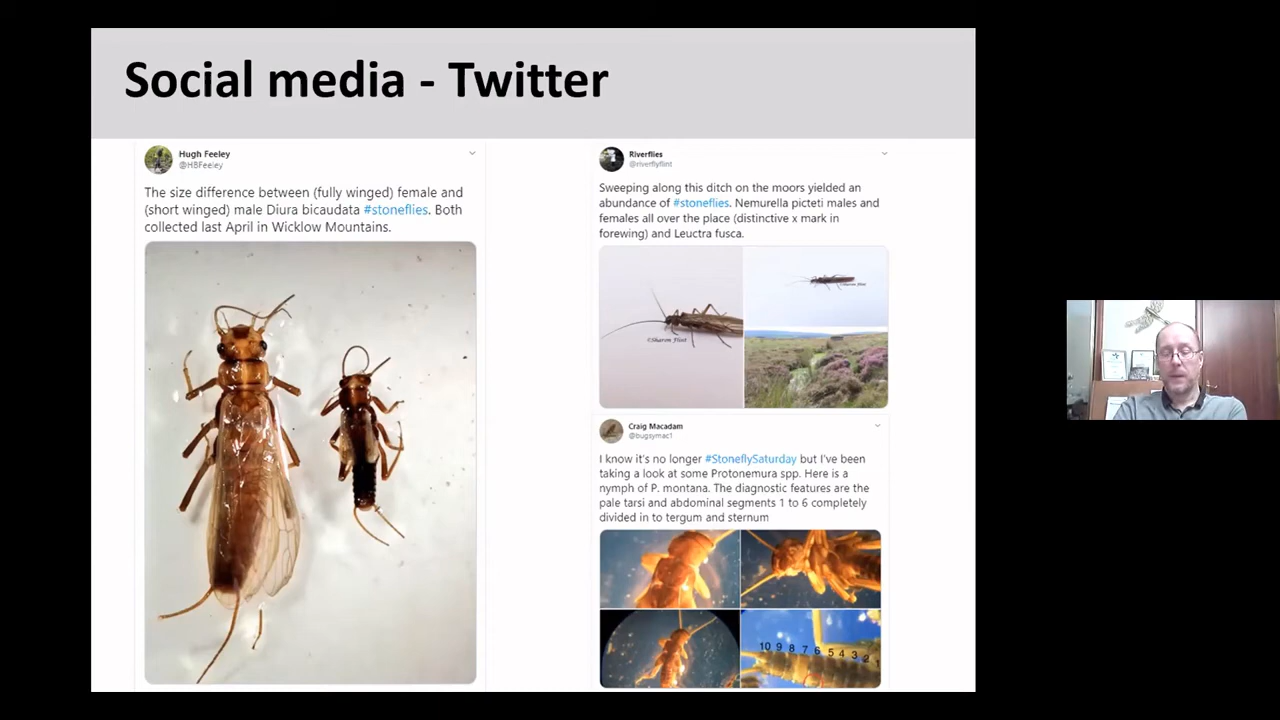 Social media - Twitter
Hugh Feeley
@HBFeeley
The size difference between (fully winged) female and
(short winged) male Diura bicaudata #stoneflies. Both
collected last April in Wicklow Mountains.
Riverflies
@riverflyflint
Sweeping along this ditch on the moors yielded an
abundance of #stoneflies. Nemurella picteti males and
females all over the place (distinctive x mark in
forewing) and Leuctra fusca.
©Sharon Flint
©Sharon Flint
Craig Macadam
@bugsymac1
I know it's no longer #StoneflySaturday but I've been
taking a look at some Protonemura spp. Here is a
nymph of P. montana. The diagnostic features are the
pale tarsi and abdominal segments 1 to 6 completely
divided in to tergum and sternum
10 9 8 7 6 5 4 3 2 1